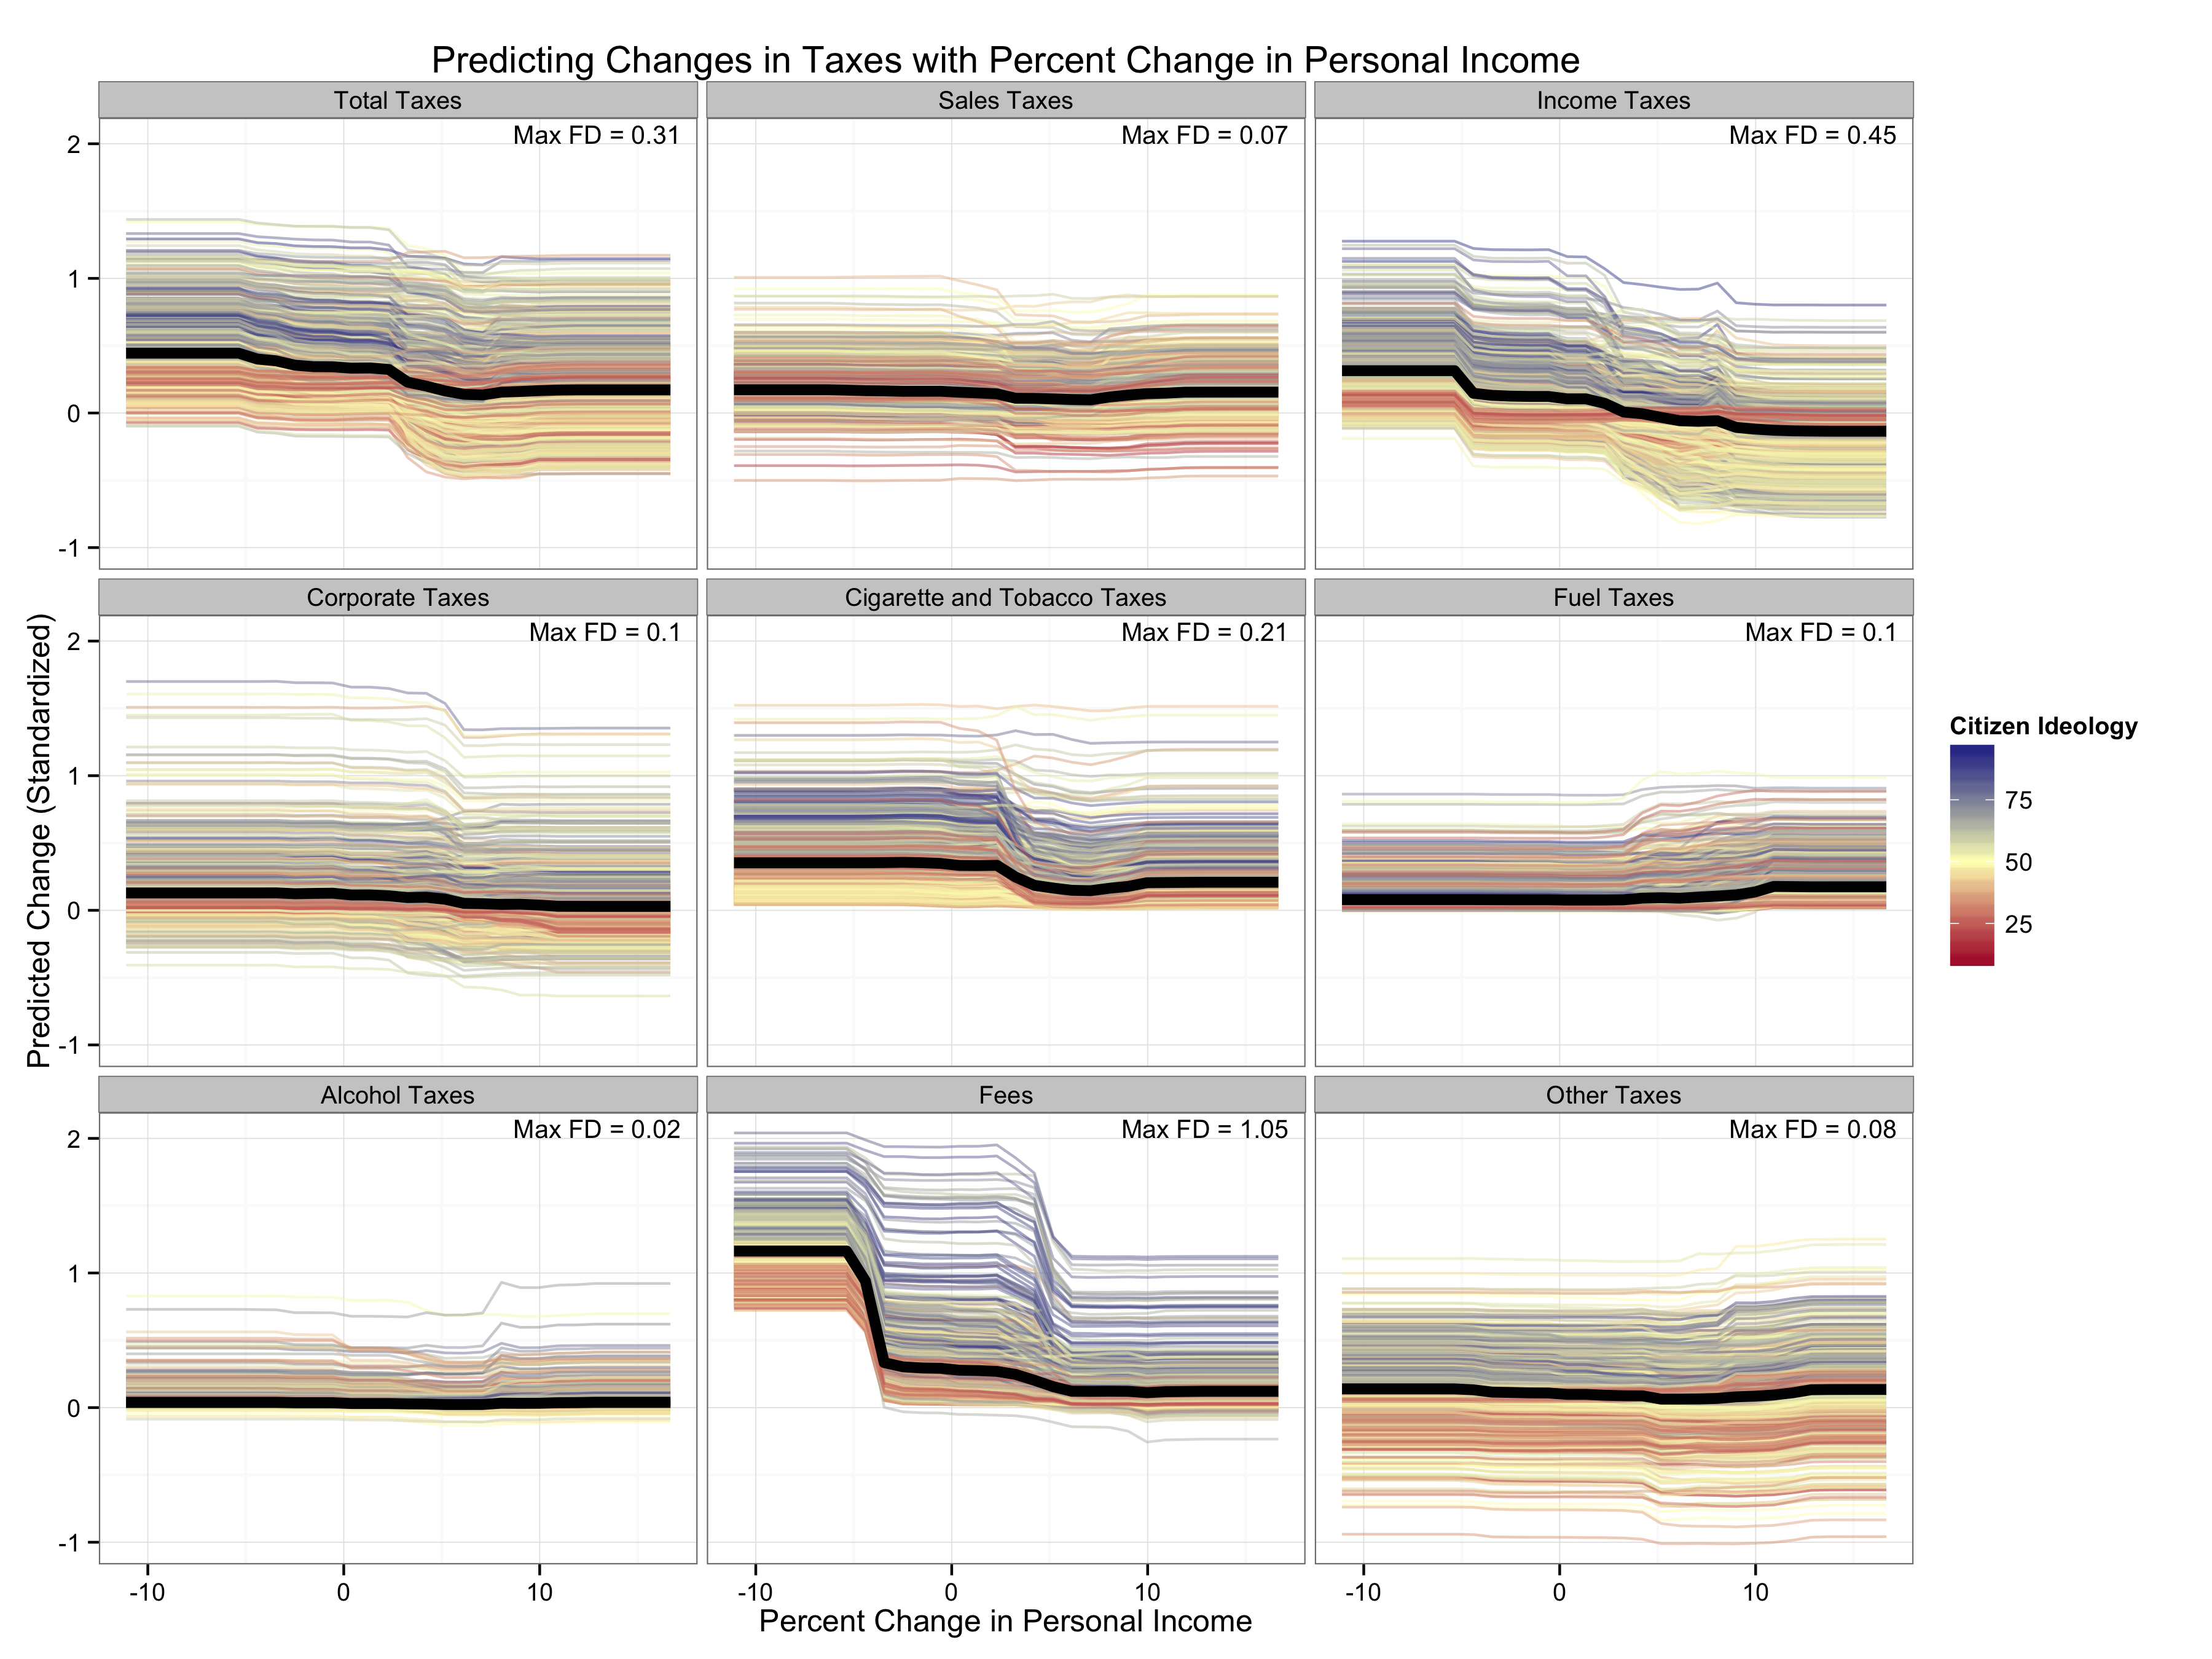 Predicting Changes in Taxes with Percent Change in Personal Income
Total Taxes
Sales Taxes
Income Taxes
Max FD = 0.31
Max FD = 0.07
Max FD = 0.45
2
1
0
-1
Corporate Taxes
Cigarette and Tobacco Taxes
Fuel Taxes
Max FD = 0.1
Max FD = 0.21
Max FD = 0.1
2
1
0
-1
Predicted Change (Standardized)
Citizen Ideology
75
50
25
Alcohol Taxes
Fees
Other Taxes
Max FD = 0.02
Max FD = 1.05
Max FD = 0.08
2
1
0
-1
-10 0 10
-10 0 10
-10 0 10
Percent Change in Personal Income